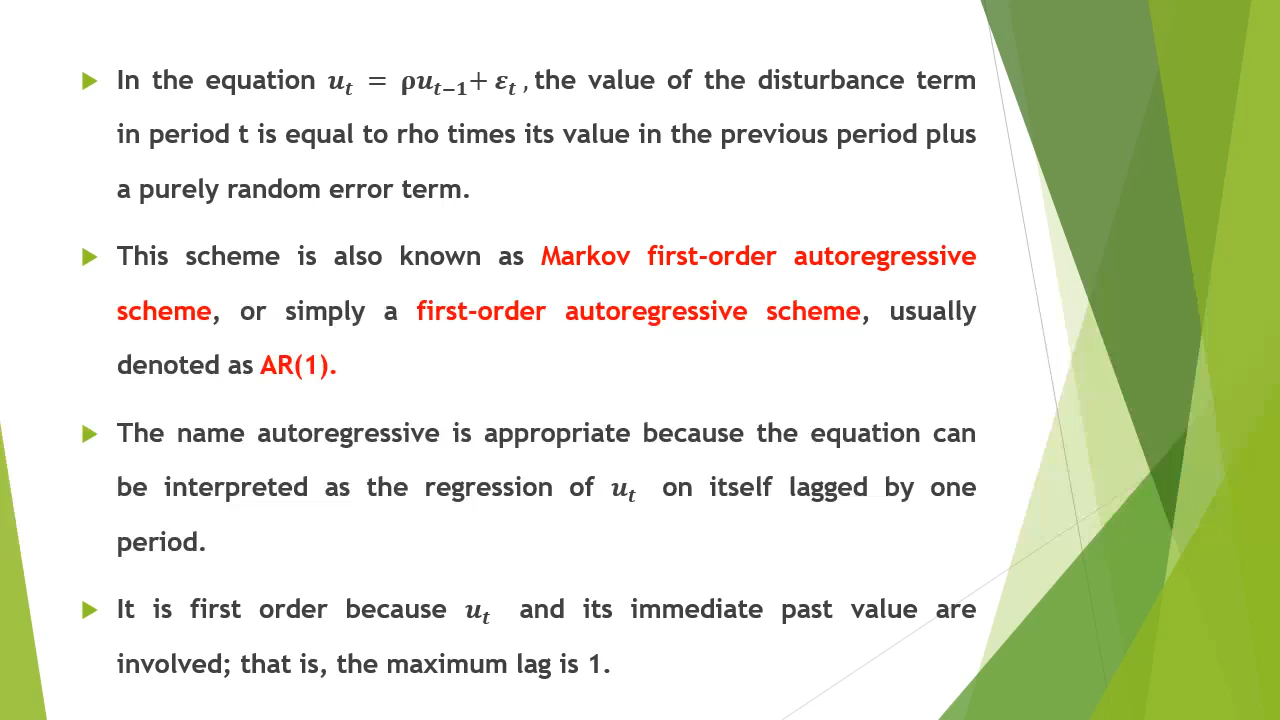 In the equation 𝒖ₜ = ρ𝒖ₜ₋₁+ 𝜺ₜ , the value of the disturbance term
in period t is equal to rho times its value in the previous period plus
a purely random error term.
This scheme is also known as Markov first-order autoregressive
scheme, or simply a first-order autoregressive scheme, usually
denoted as AR(1).
The name autoregressive is appropriate because the equation can
be interpreted as the regression of 𝒖ₜ on itself lagged by one
period.
It is first order because 𝒖ₜ and its immediate past value are
involved; that is, the maximum lag is 1.